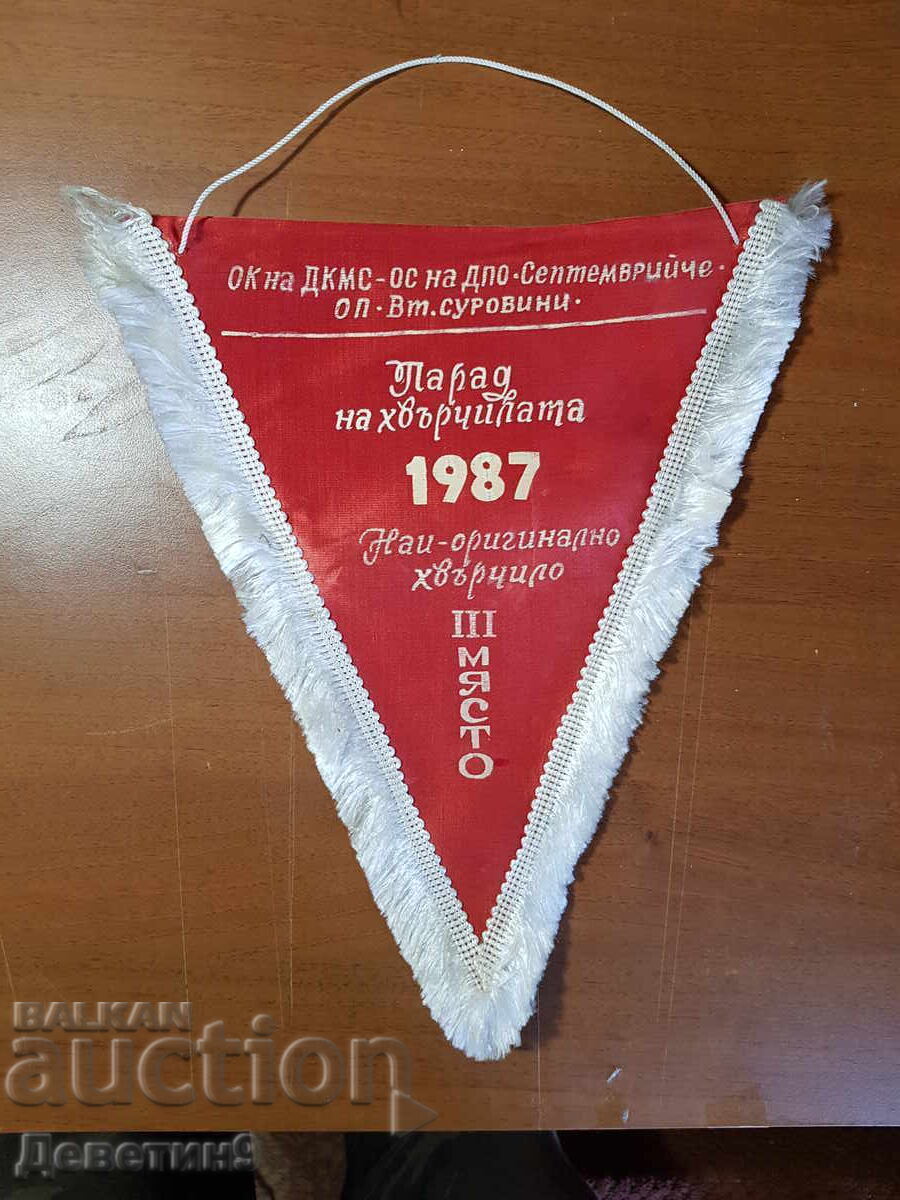 ОК на ДКМС - ОС на ДПО · Септемврийче ·
ОП · Вт. суровини ·
Парад
на хвърчилата
1987
Наи-оригинално
хвърчило
III
МЯСТО
BALKAN
auction
Деветин9